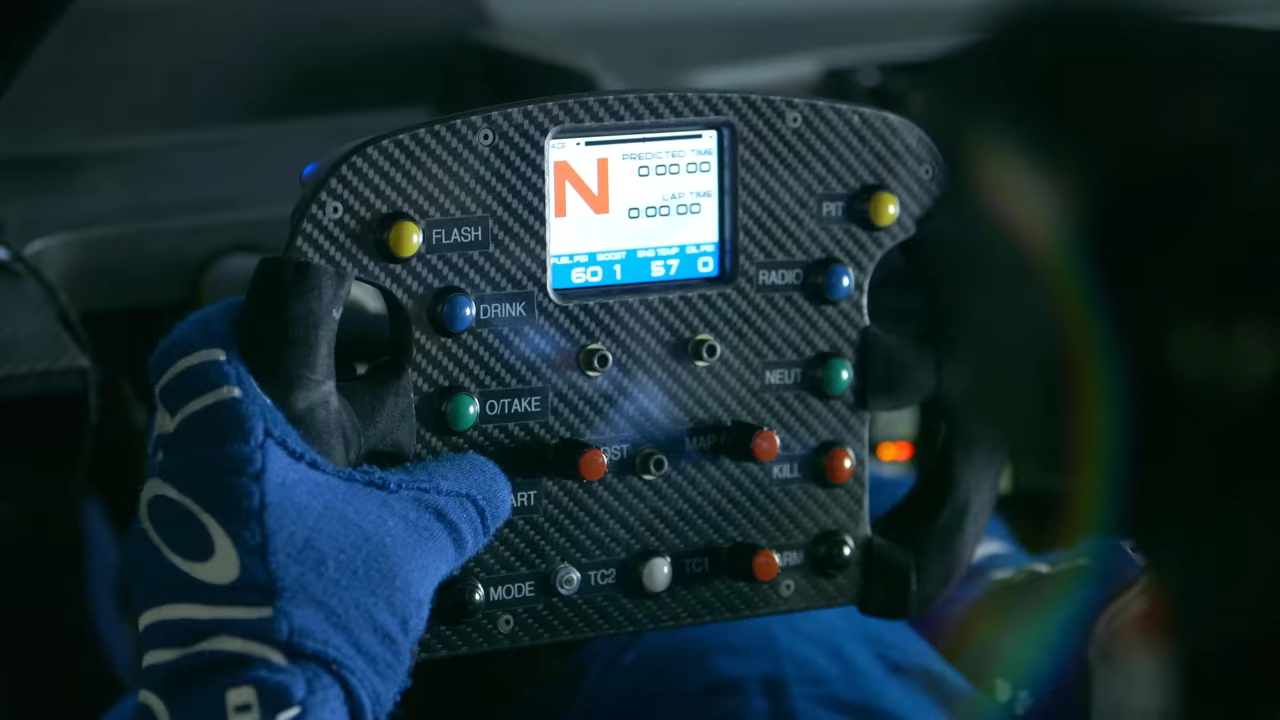 PREDICTED TIME
0 00 00
N
LAP TIME
0 00 00
FUEL PSI BOOST ENG TEMP OIL PSI
60 1 57 0
FLASH
PIT
DRINK
RADIO
O/TAKE
NEUT
MAP
KILL
MODE
TC2
TC1